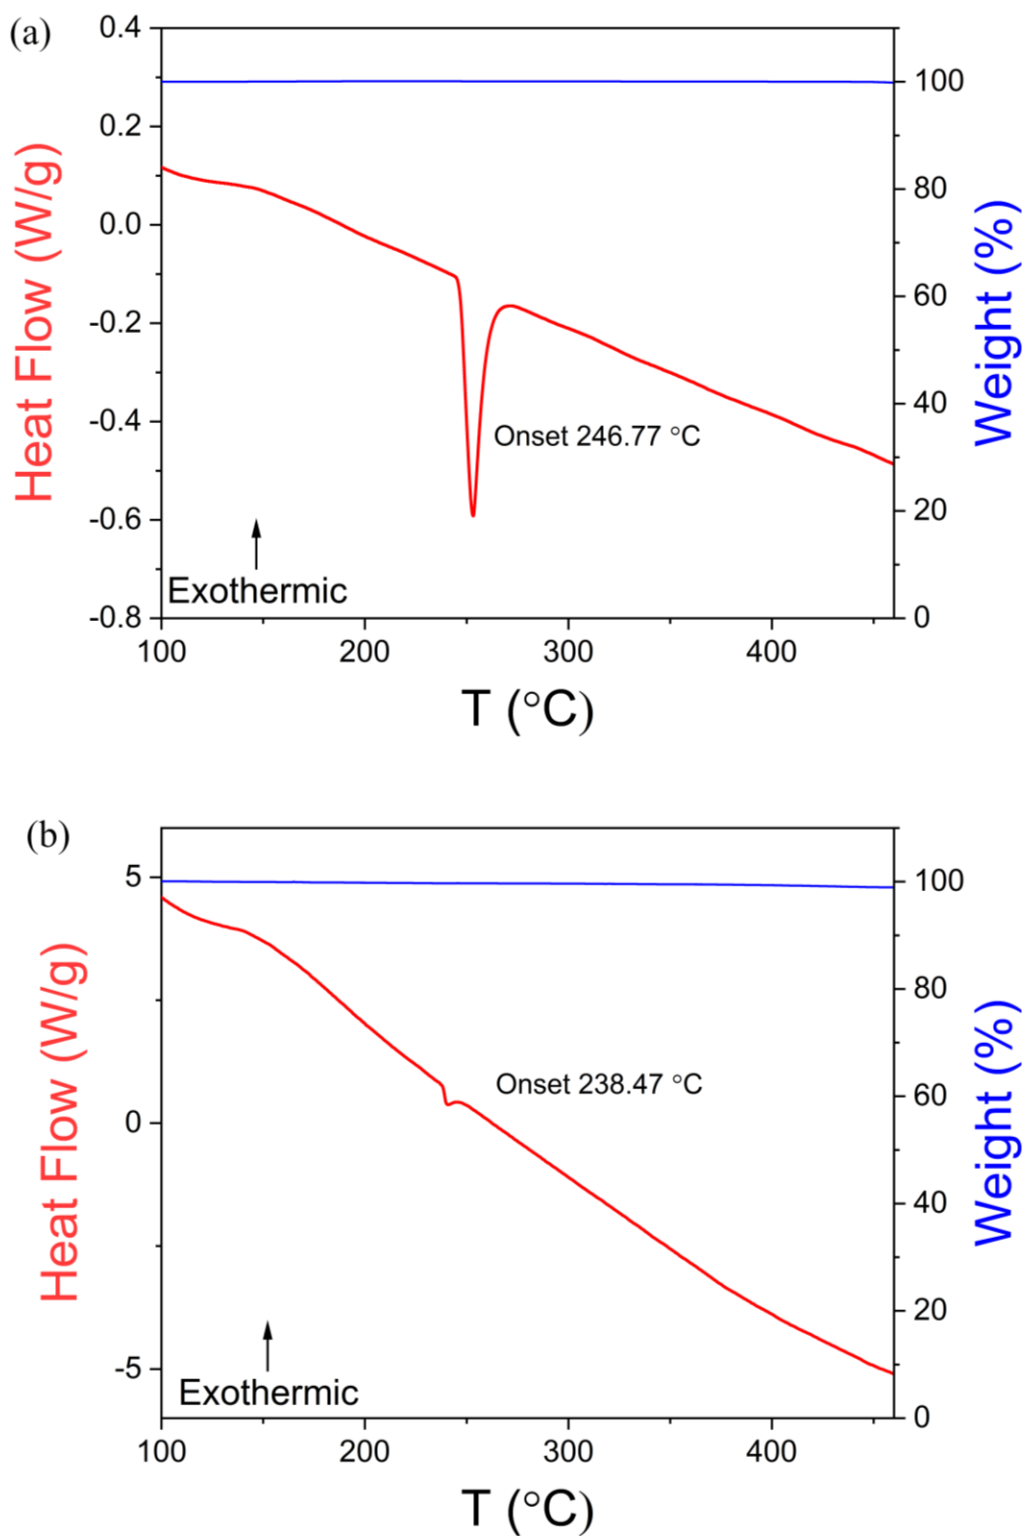 (a)
0.4
0.2
0.0
-0.2
-0.4
-0.6
-0.8
Heat Flow (W/g)
100
80
60
40
20
0
Weight (%)
Onset 246.77 °C
Exothermic
100 200 300 400
T (°C)
(b)
5
0
-5
Heat Flow (W/g)
100
80
60
40
20
0
Weight (%)
Onset 238.47 °C
Exothermic
100 200 300 400
T (°C)